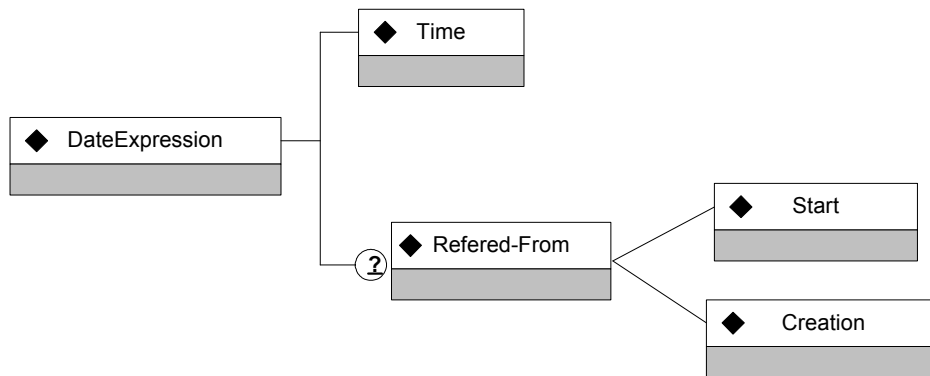 Time
DateExpression
?
Refered-From
Start
Creation